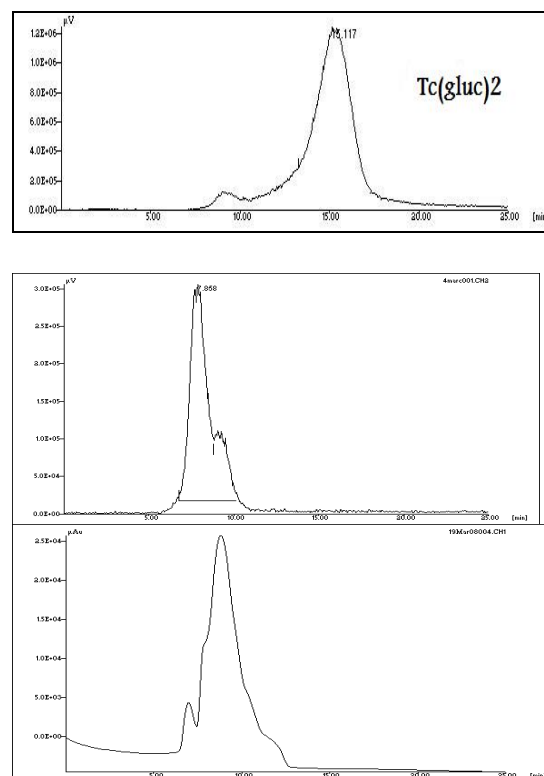 μV
1.2E+06
15.117
1.0E+06
Tc(gluc)2
8.0E+05
6.0E+05
4.0E+05
2.0E+05
0.0E+00
5.00 10.00 15.00 20.00 25.00 [min]
μV
4marc001.CH2
3.0E+05
7.858
2.5E+05
2.0E+05
1.5E+05
1.0E+05
5.0E+04
0.0E+00
5.00 10.00 15.00 20.00 25.00 [min]
μAu
19Mar08004.CH1
2.5E+04
2.0E+04
1.5E+04
1.0E+04
5.0E+03
0.0E+00
5.00 10.00 15.00 20.00 25.00 [min]